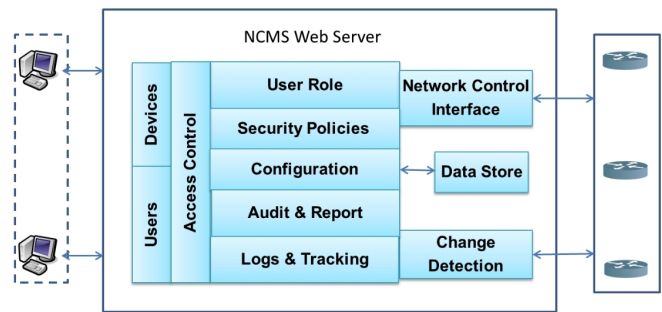 NCMS Web Server
Devices
Users
Access Control
User Role
Security Policies
Configuration
Audit & Report
Logs & Tracking
Network Control
Interface
Data Store
Change
Detection